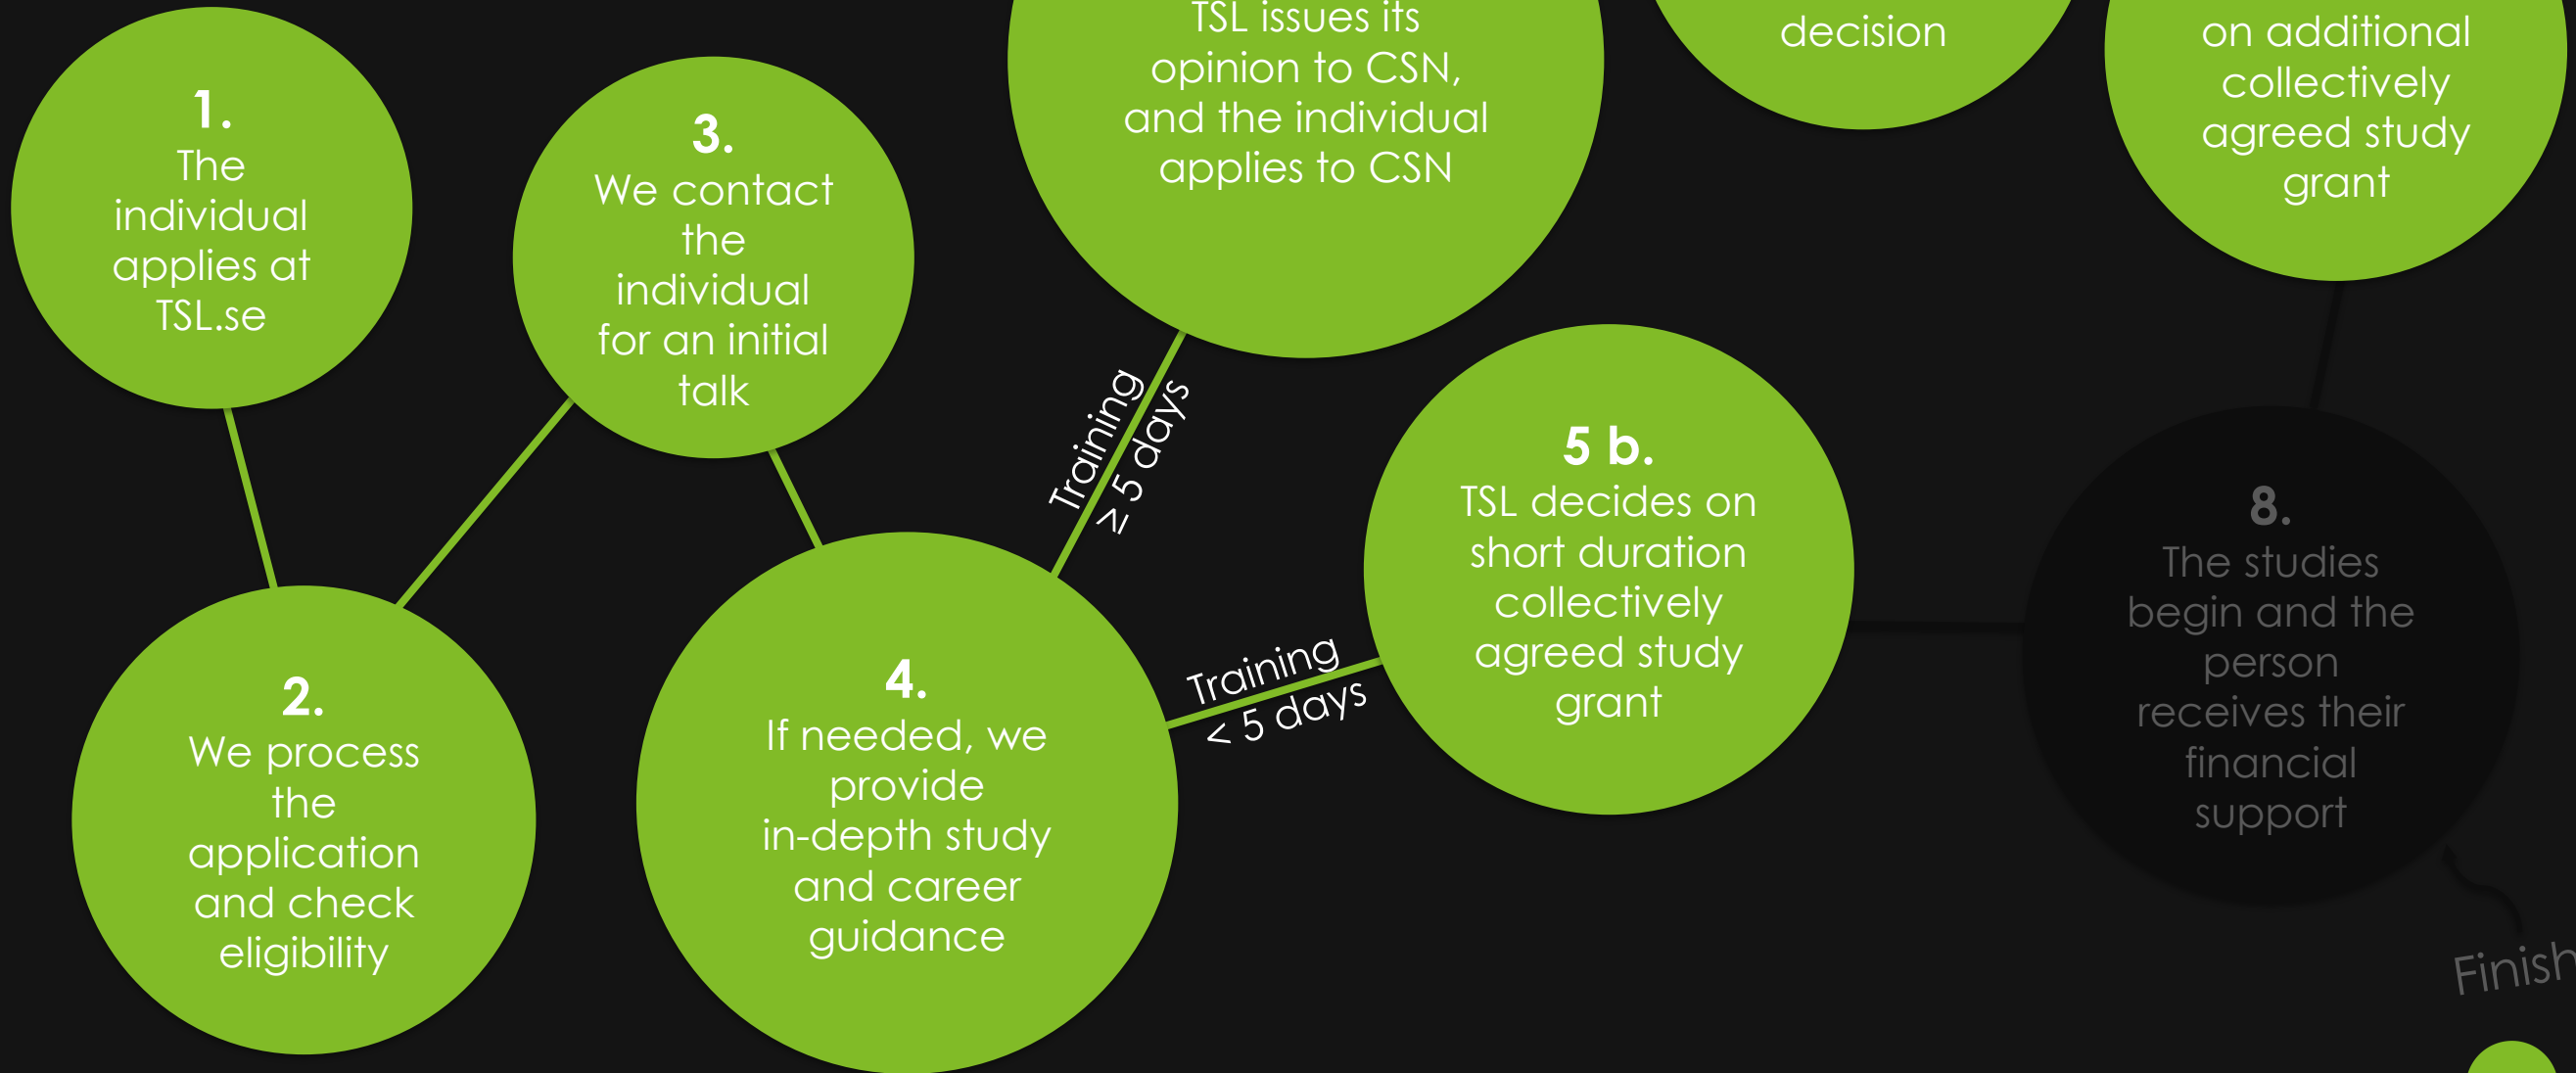 1.
The
individual
applies at
TSL.se
2.
We process
the
application
and check
eligibility
3.
We contact
the
individual
for an initial
talk
4.
If needed, we
provide
in-depth study
and career
guidance
Training
≥ 5 days
TSL issues its
opinion to CSN,
and the individual
applies to CSN
Training
< 5 days
5 b.
TSL decides on
short duration
collectively
agreed study
grant
decision
on additional
collectively
agreed study
grant
8.
The studies
begin and the
person
receives their
financial
support
Finish